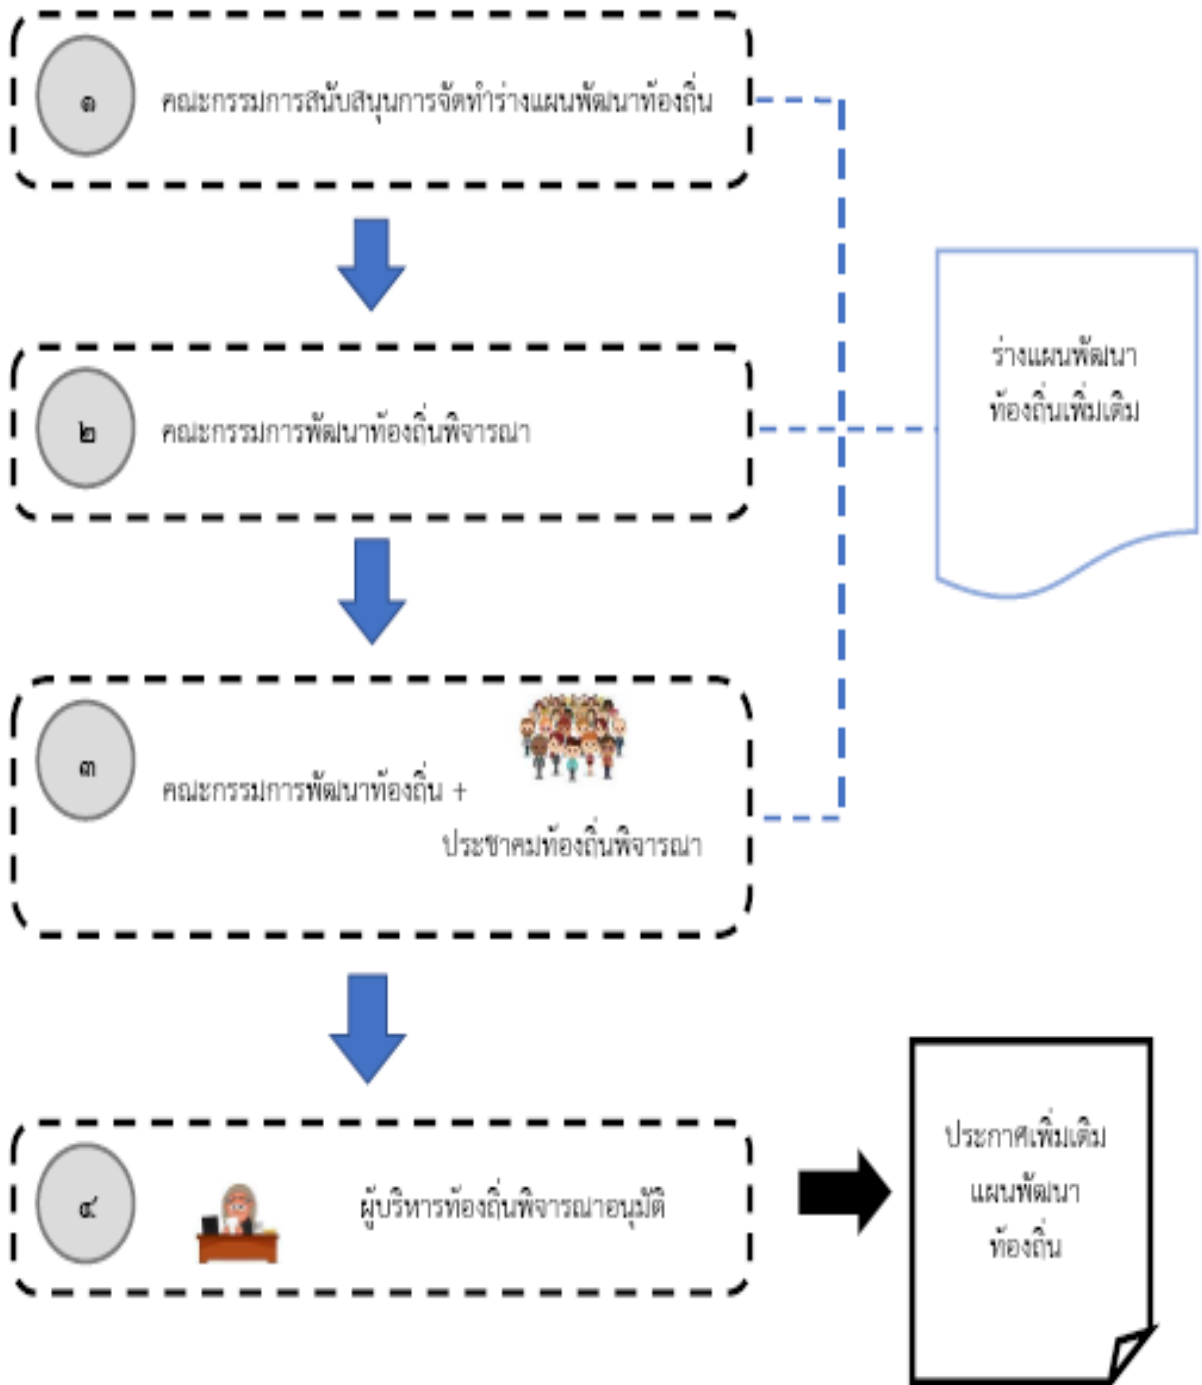 ๑
คณะกรรมการสนับสนุนการจัดทำร่างแผนพัฒนาท้องถิ่น
๒
คณะกรรมการพัฒนาท้องถิ่นพิจารณา
ร่างแผนพัฒนา
ท้องถิ่นเพิ่มเติม
๓
คณะกรรมการพัฒนาท้องถิ่น +
ประชาคมท้องถิ่นพิจารณา
๔
ผู้บริหารท้องถิ่นพิจารณาอนุมัติ
ประกาศเพิ่มเติม
แผนพัฒนา
ท้องถิ่น